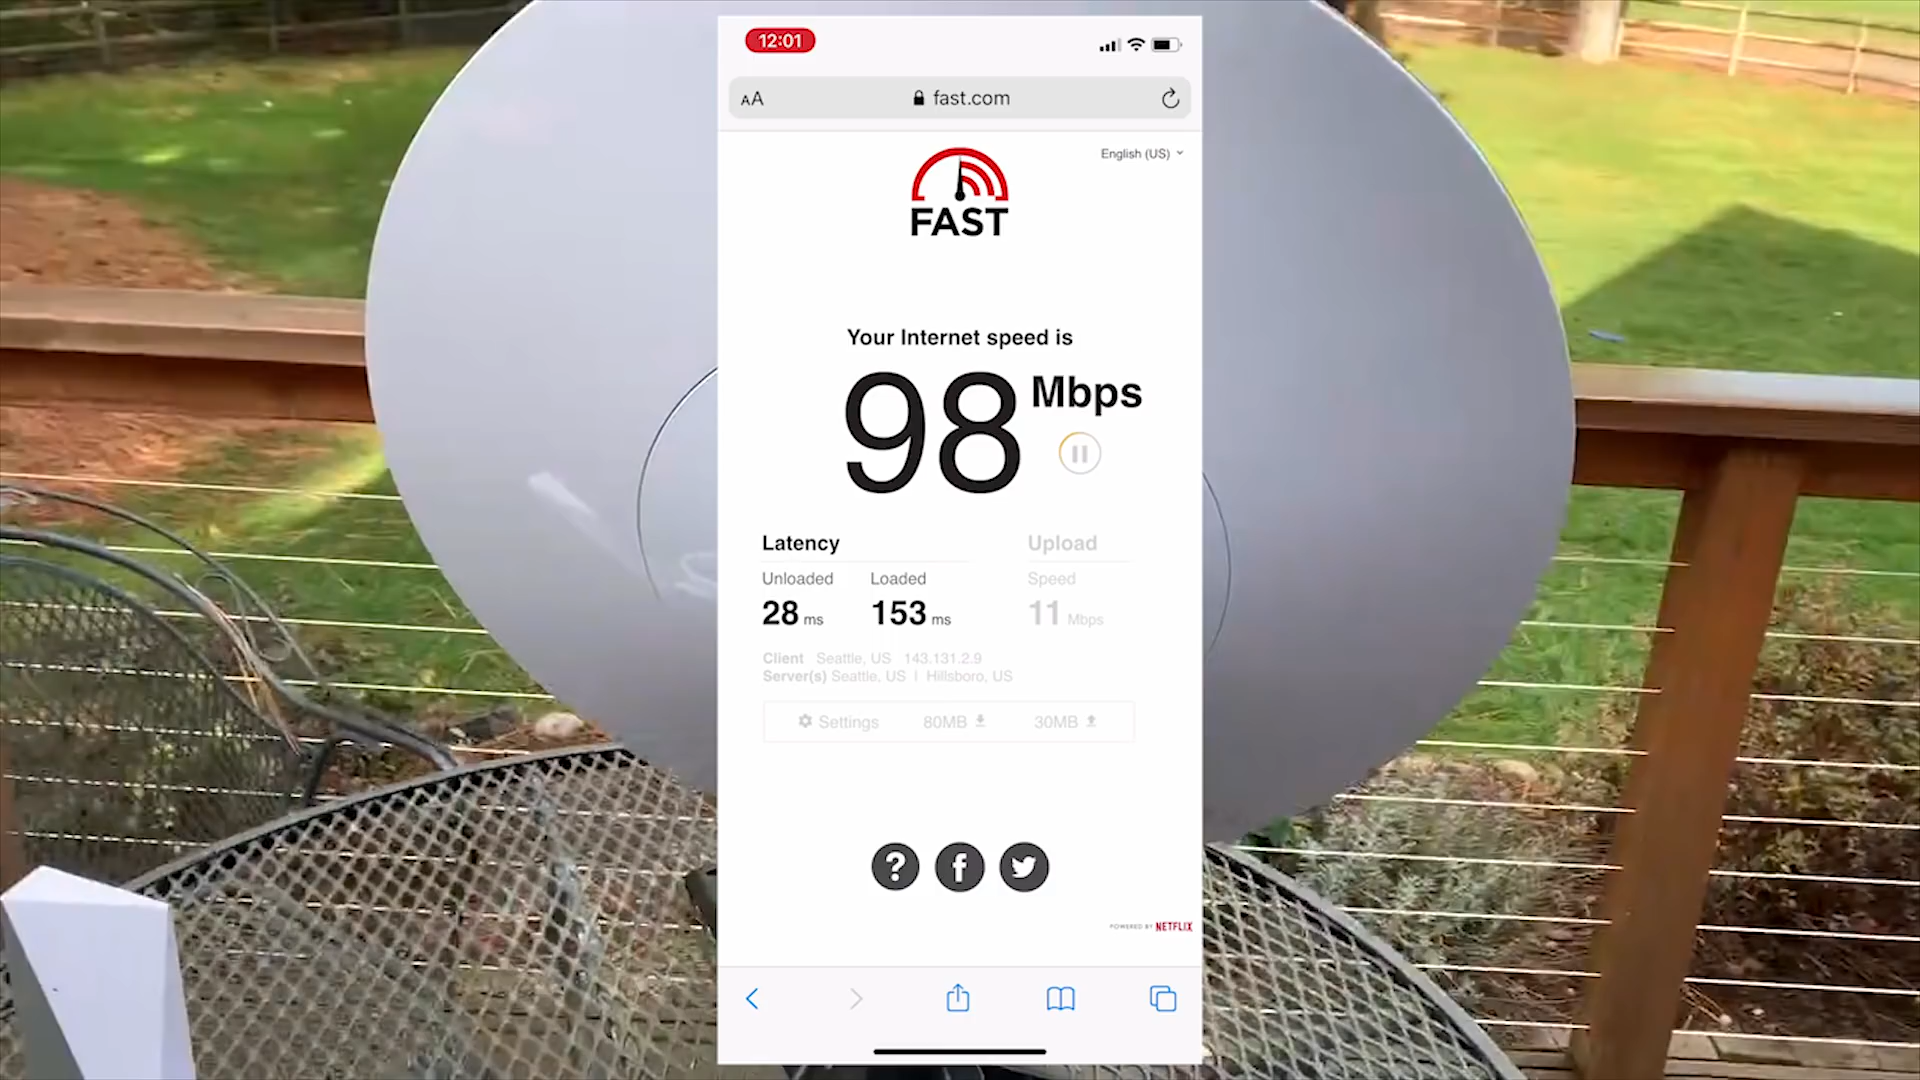 12:01
AA fast.com
English (US)
FAST
Your Internet speed is
98 Mbps
Latency Upload
Unloaded Loaded Speed
28 ms 153 ms 11 Mbps
Client Seattle, US 143.131.2.9
Server(s) Seattle, US | Hillsboro, US
Settings 80MB 30MB
? f
POWERED BY NETFLIX